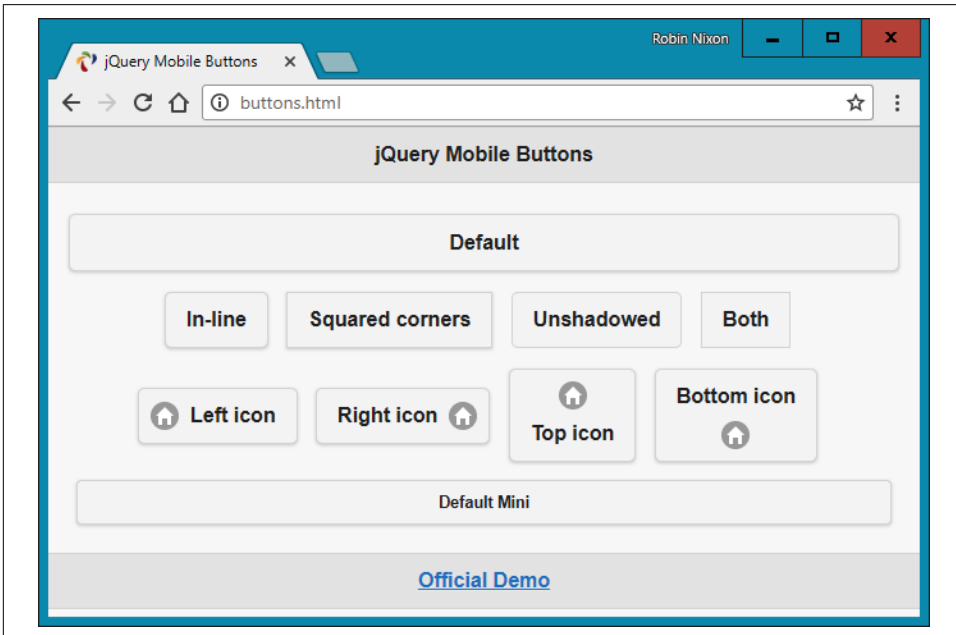 Robin Nixon
jQuery Mobile Buttons
buttons.html
jQuery Mobile Buttons
Default
In-line Squared corners Unshadowed Both
Left icon Right icon Top icon Bottom icon
Default Mini
Official Demo